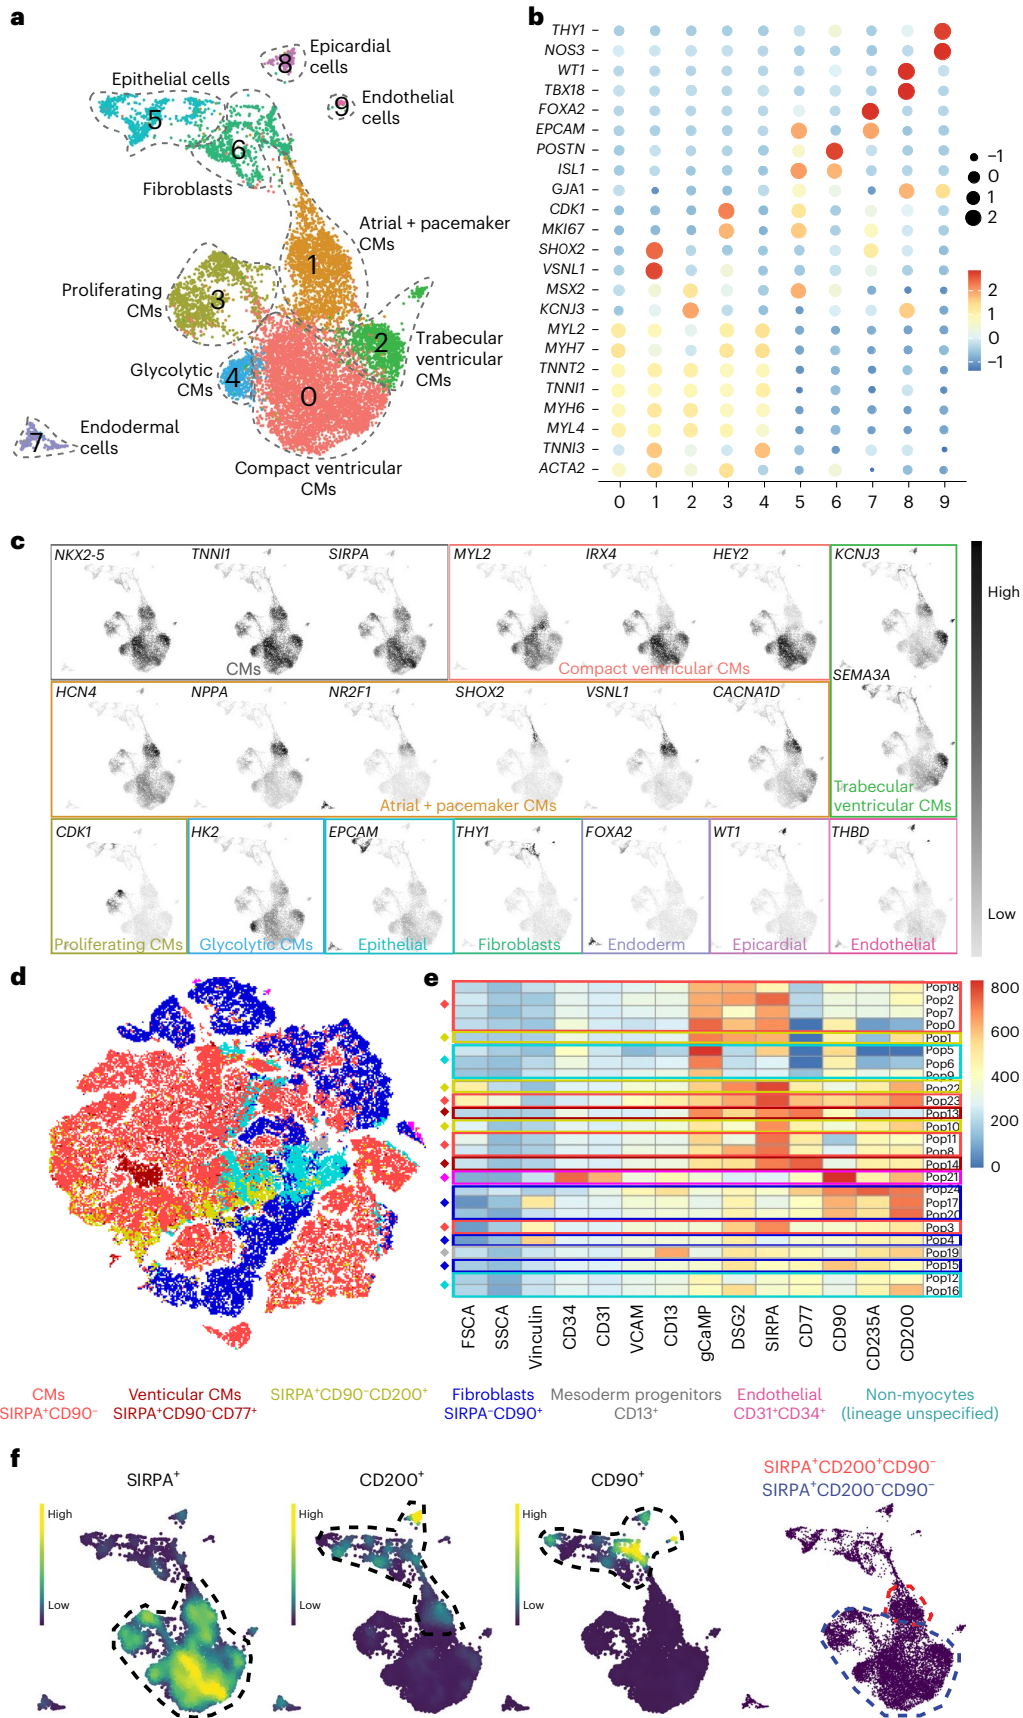 a
Epicardial
cells
8
Epithelial cells
5
9
Endothelial
cells
6
Fibroblasts
Atrial + pacemaker
CMs
1
Proliferating
CMs
3
2
Trabecular
ventricular
CMs
Glycolytic
CMs
4
0
7
Endodermal
cells
Compact ventricular
CMs
b
THY1
NOS3
WT1
TBX18
FOXA2
EPCAM
POSTN
ISL1
GJA1
CDK1
MKI67
SHOX2
VSNL1
MSX2
KCNJ3
MYL2
MYH7
TNNT2
TNNI1
MYH6
MYL4
TNNI3
ACTA2
0 1 2 3 4 5 6 7 8 9
−1
0
1
2
2
1
0
−1
c
NKX2-5 TNNI1 SIRPA
CMs
MYL2 IRX4 HEY2
Compact ventricular CMs
KCNJ3
SEMA3A
Trabecular
ventricular CMs
HCN4 NPPA NR2F1 SHOX2 VSNL1 CACNA1D
Atrial + pacemaker CMs
CDK1 HK2 EPCAM THY1 FOXA2 WT1 THBD
Proliferating CMs Glycolytic CMs Epithelial Fibroblasts Endoderm Epicardial Endothelial
High
Low
d
e
Pop18
Pop2
Pop7
Pop0
Pop1
Pop5
Pop6
Pop9
Pop22
Pop23
Pop13
Pop10
Pop11
Pop8
Pop14
Pop21
Pop24
Pop17
Pop20
Pop3
Pop4
Pop19
Pop15
Pop12
Pop16
FSCA SSCA Vinculin CD34 CD31 VCAM CD13 gCaMP DSG2 SIRPA CD77 CD90 CD235A CD200
800
600
400
200
0
CMs
SIRPA⁺CD90⁻
Venticular CMs
SIRPA⁺CD90⁻CD77⁺
SIRPA⁺CD90⁻CD200⁺
Fibroblasts
SIRPA⁻CD90⁺
Mesoderm progenitors
CD13⁺
Endothelial
CD31⁺CD34⁺
Non-myocytes
(lineage unspecified)
f
SIRPA⁺
High
Low
CD200⁺
High
Low
CD90⁺
High
Low
SIRPA⁺CD200⁺CD90⁻
SIRPA⁺CD200⁻CD90⁻